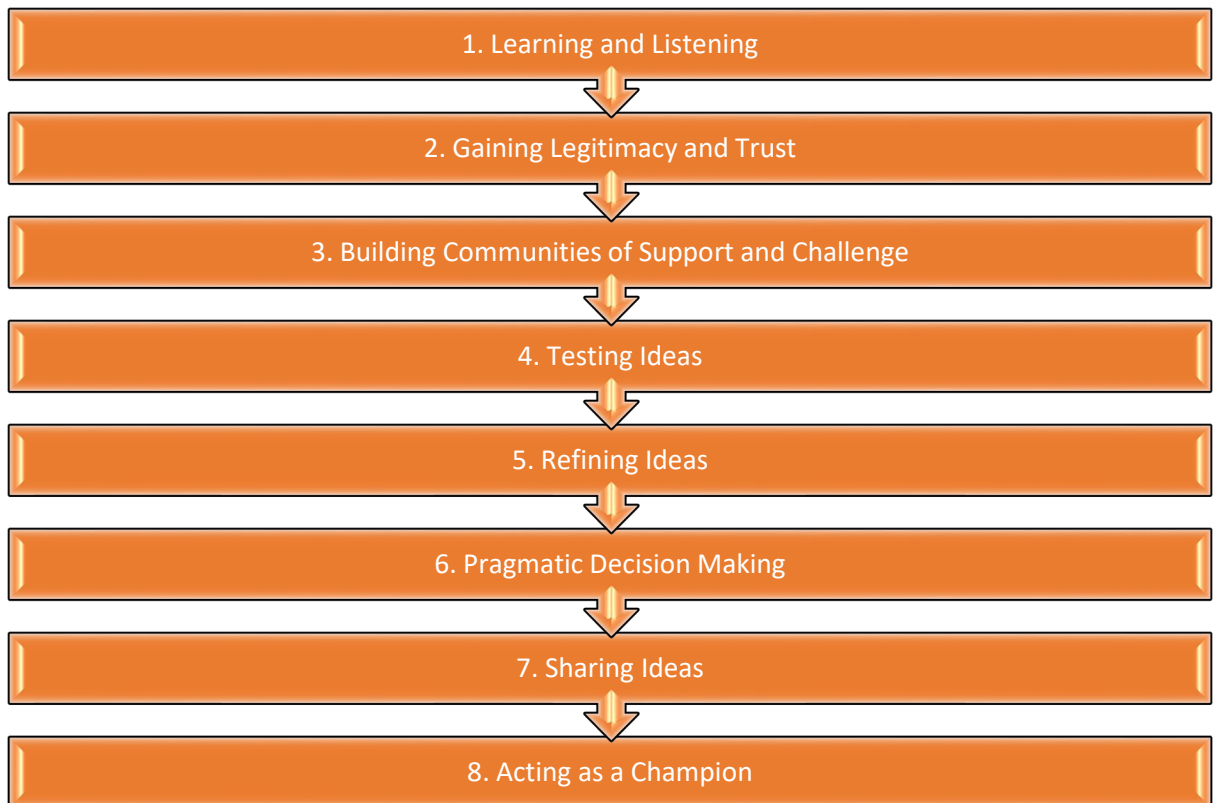 1. Learning and Listening
2. Gaining Legitimacy and Trust
3. Building Communities of Support and Challenge
4. Testing Ideas
5. Refining Ideas
6. Pragmatic Decision Making
7. Sharing Ideas
8. Acting as a Champion